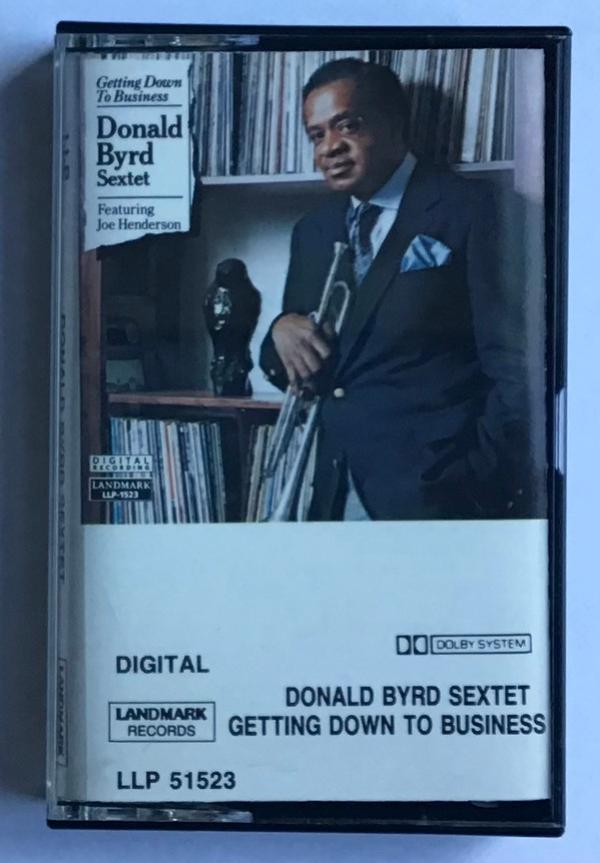 Getting Down
To Business
Donald
Byrd
Sextet
Featuring
Joe Henderson
DIGITAL
RECORDING
LANDMARK
LLP-1523
DOLBY SYSTEM
DIGITAL
DONALD BYRD SEXTET
LANDMARK
RECORDS
GETTING DOWN TO BUSINESS
LLP 51523
DONALD BYRD SEXTET
LANDMARK